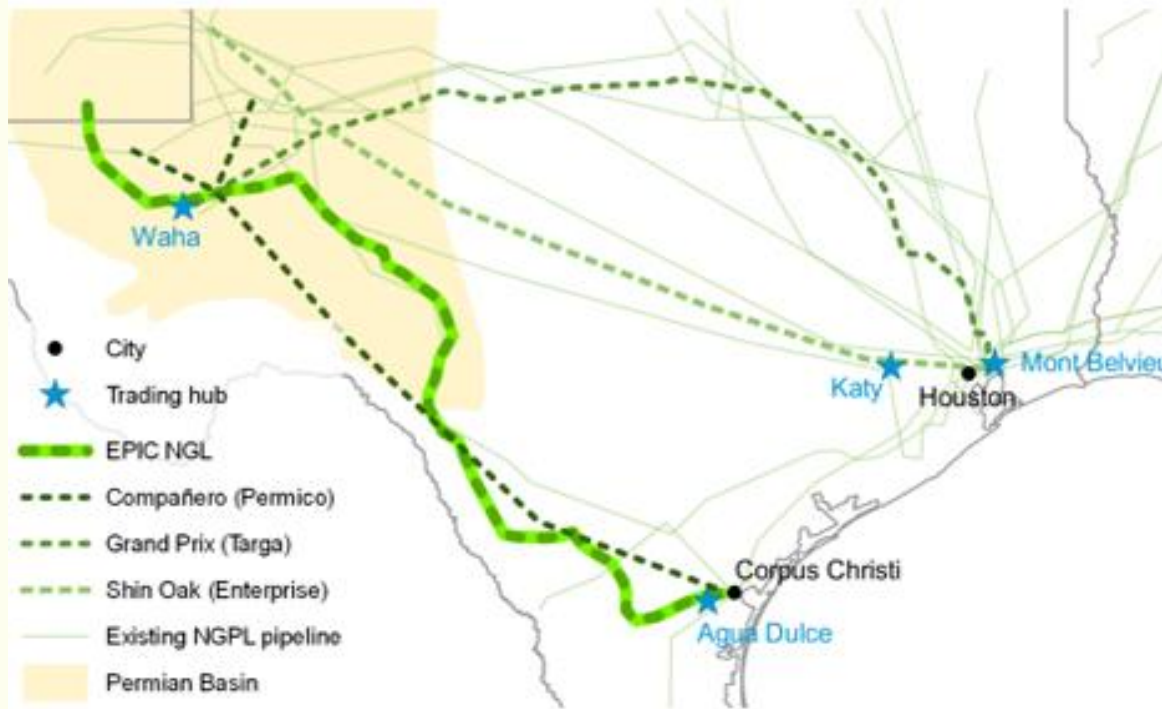 Waha
City
Trading hub
Katy
Houston
Mont Belvieu
EPIC NGL
Compañero (Permico)
Grand Prix (Targa)
Shin Oak (Enterprise)
Existing NGPL pipeline
Permian Basin
Corpus Christi
Agua Dulce